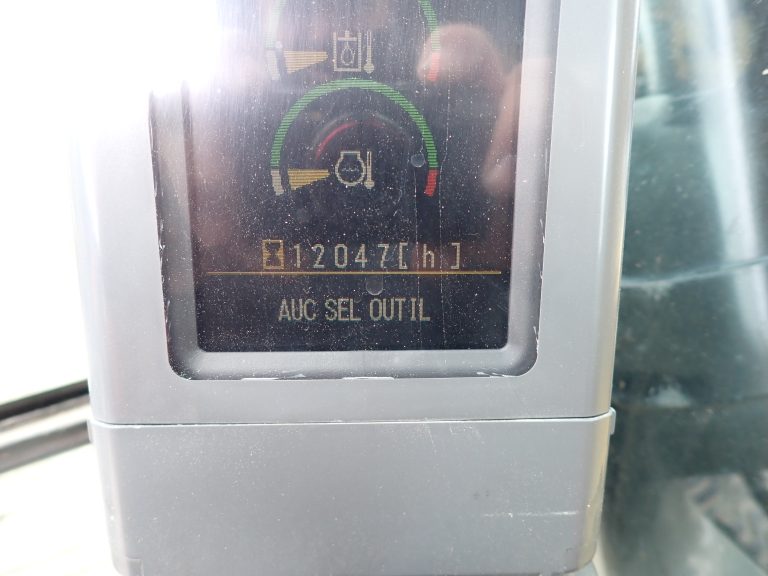 12047[ h ]
AUC SEL OUTIL